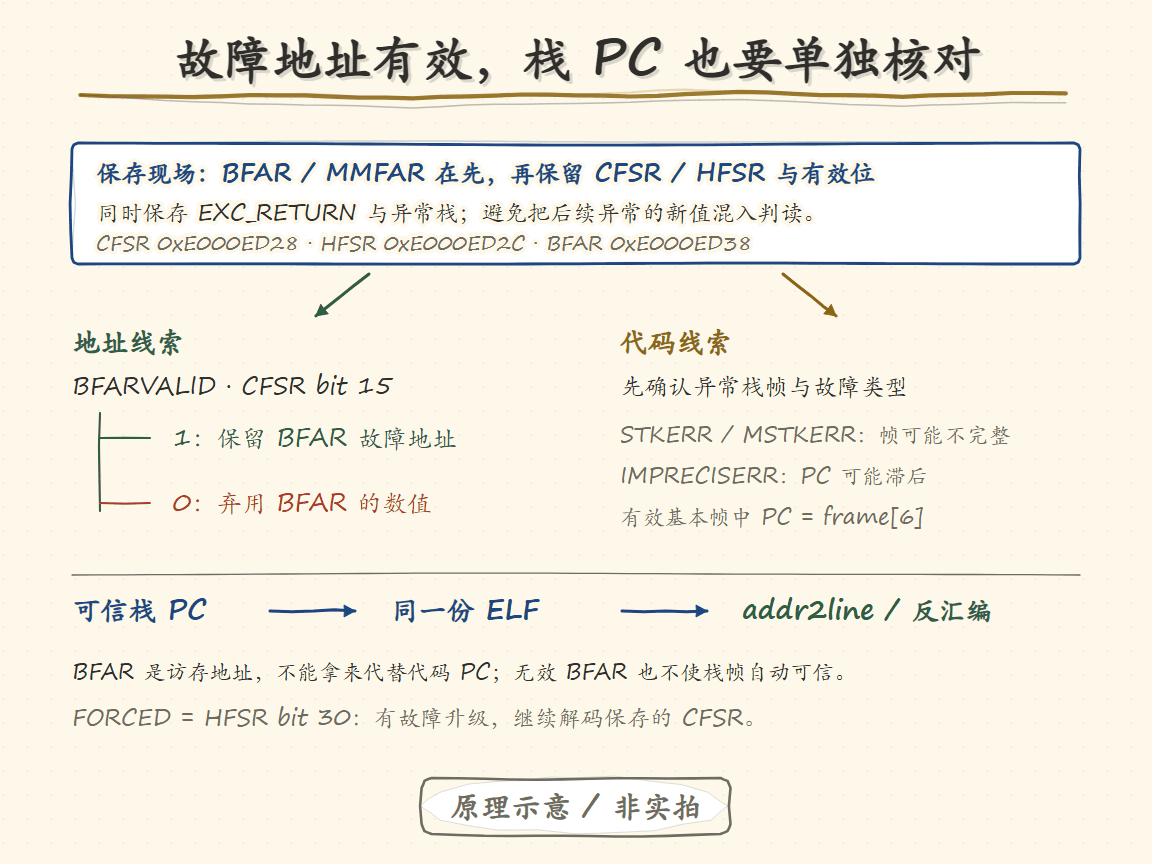 故障地址有效，栈 PC 也要单独核对
保存现场：BFAR / MMFAR 在先，再保留 CFSR / HFSR 与有效位
同时保存 EXC_RETURN 与异常栈；避免把后续异常的新值混入判读。
CFSR 0xE000ED28 · HFSR 0xE000ED2C · BFAR 0xE000ED38
地址线索
BFARVALID · CFSR bit 15
1：保留 BFAR 故障地址
0：弃用 BFAR 的数值
代码线索
先确认异常栈帧与故障类型
STKERR / MSTKERR：帧可能不完整
IMPRECISERR：PC 可能滞后
有效基本帧中 PC = frame[6]
可信栈 PC
同一份 ELF
addr2line / 反汇编
BFAR 是访存地址，不能拿来代替代码 PC；无效 BFAR 也不使栈帧自动可信。
FORCED = HFSR bit 30：有故障升级，继续解码保存的 CFSR。
原理示意 / 非实拍